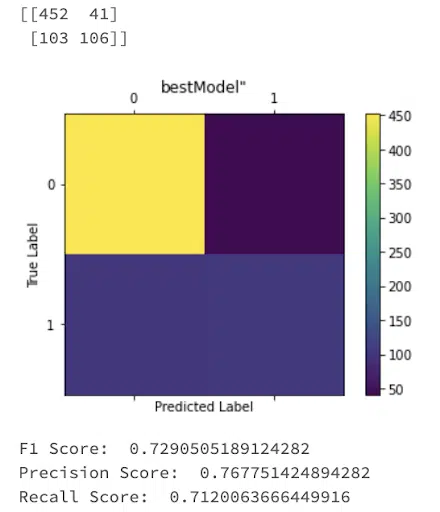 [[452  41]
 [103 106]]
bestModel"
0 1
450
400
0
350
300
250
True Label
200
150
1
100
50
Predicted Label
F1 Score:  0.7290505189124282
Precision Score:  0.767751424894282
Recall Score:  0.7120063666449916